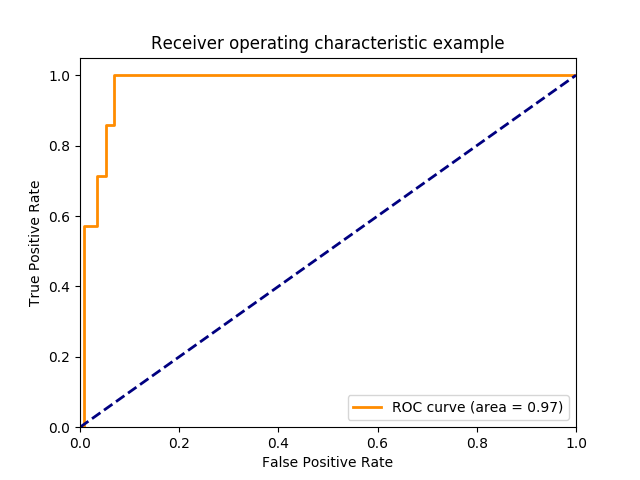 Receiver operating characteristic example
True Positive Rate
1.0
0.8
0.6
0.4
0.2
0.0
ROC curve (area = 0.97)
0.0 0.2 0.4 0.6 0.8 1.0
False Positive Rate